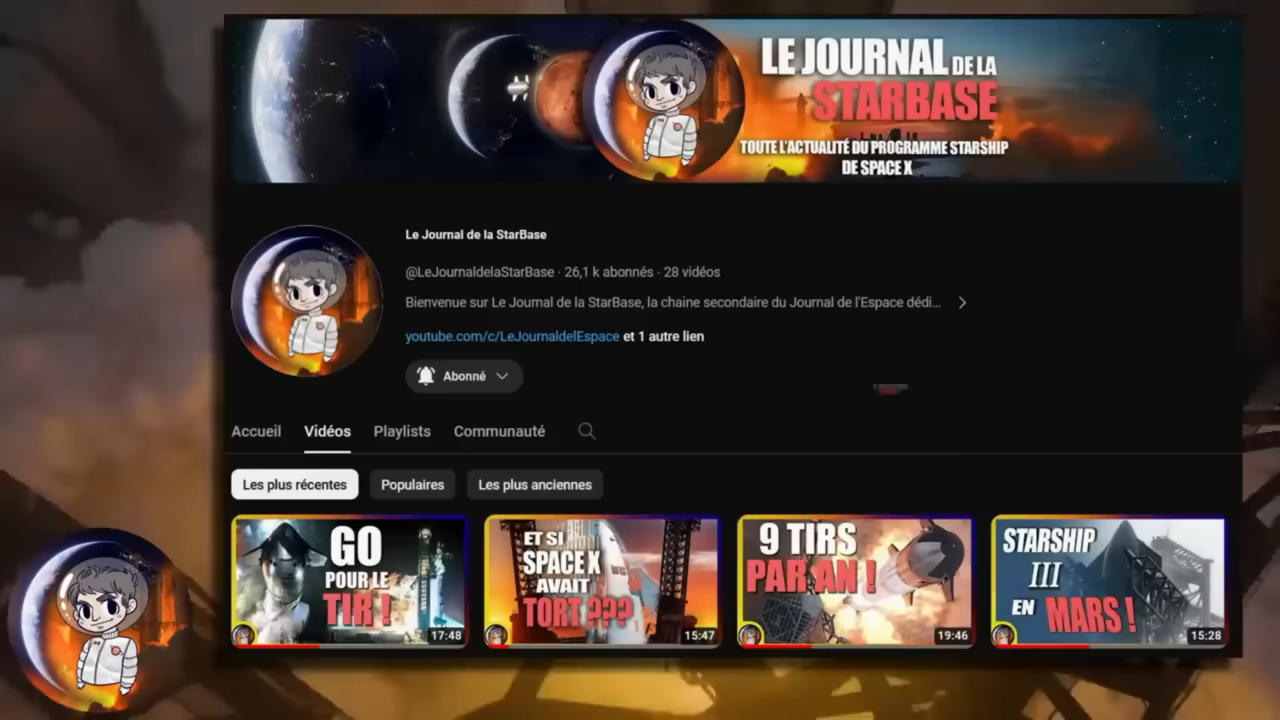 LE JOURNAL DE LA
STARBASE
TOUTE L'ACTUALITÉ DU PROGRAMME STARSHIP
DE SPACE X
Le Journal de la StarBase
@LeJournaldelaStarBase · 26,1 k abonnés · 28 vidéos
Bienvenue sur Le Journal de la StarBase, la chaine secondaire du Journal de l'Espace dédi...
youtube.com/c/LeJournaldelEspace et 1 autre lien
Abonné
Accueil Vidéos Playlists Communauté
Les plus récentes Populaires Les plus anciennes
GO
POUR LE
TIR !
17:48
ET SI
SPACE X
AVAIT
TORT ???
15:47
9 TIRS
PAR AN !
19:46
STARSHIP
III
EN MARS !
15:28